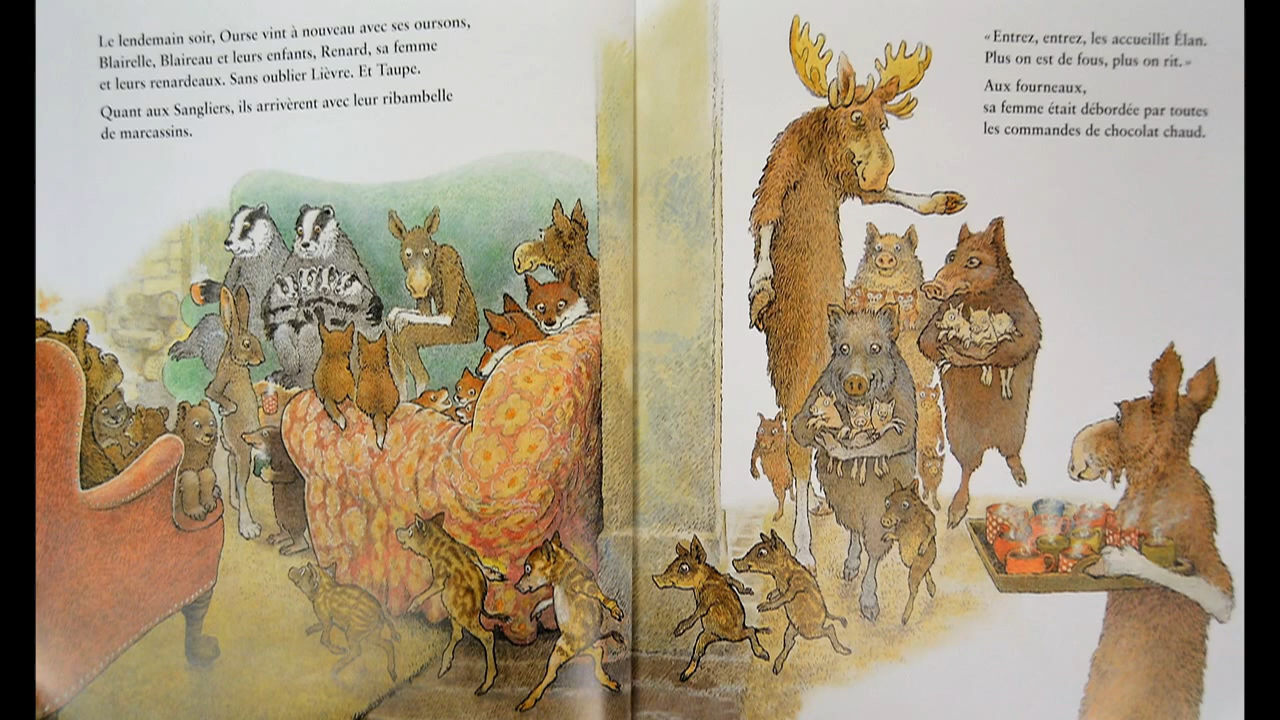 Le lendemain soir, Ourse vint à nouveau avec ses oursons,
Blairelle, Blaireau et leurs enfants, Renard, sa femme
et leurs renardeaux. Sans oublier Lièvre. Et Taupe.
Quant aux Sangliers, ils arrivèrent avec leur ribambelle
de marcassins.
« Entrez, entrez, les accueillit Élan.
Plus on est de fous, plus on rit. »
Aux fourneaux,
sa femme était débordée par toutes
les commandes de chocolat chaud.